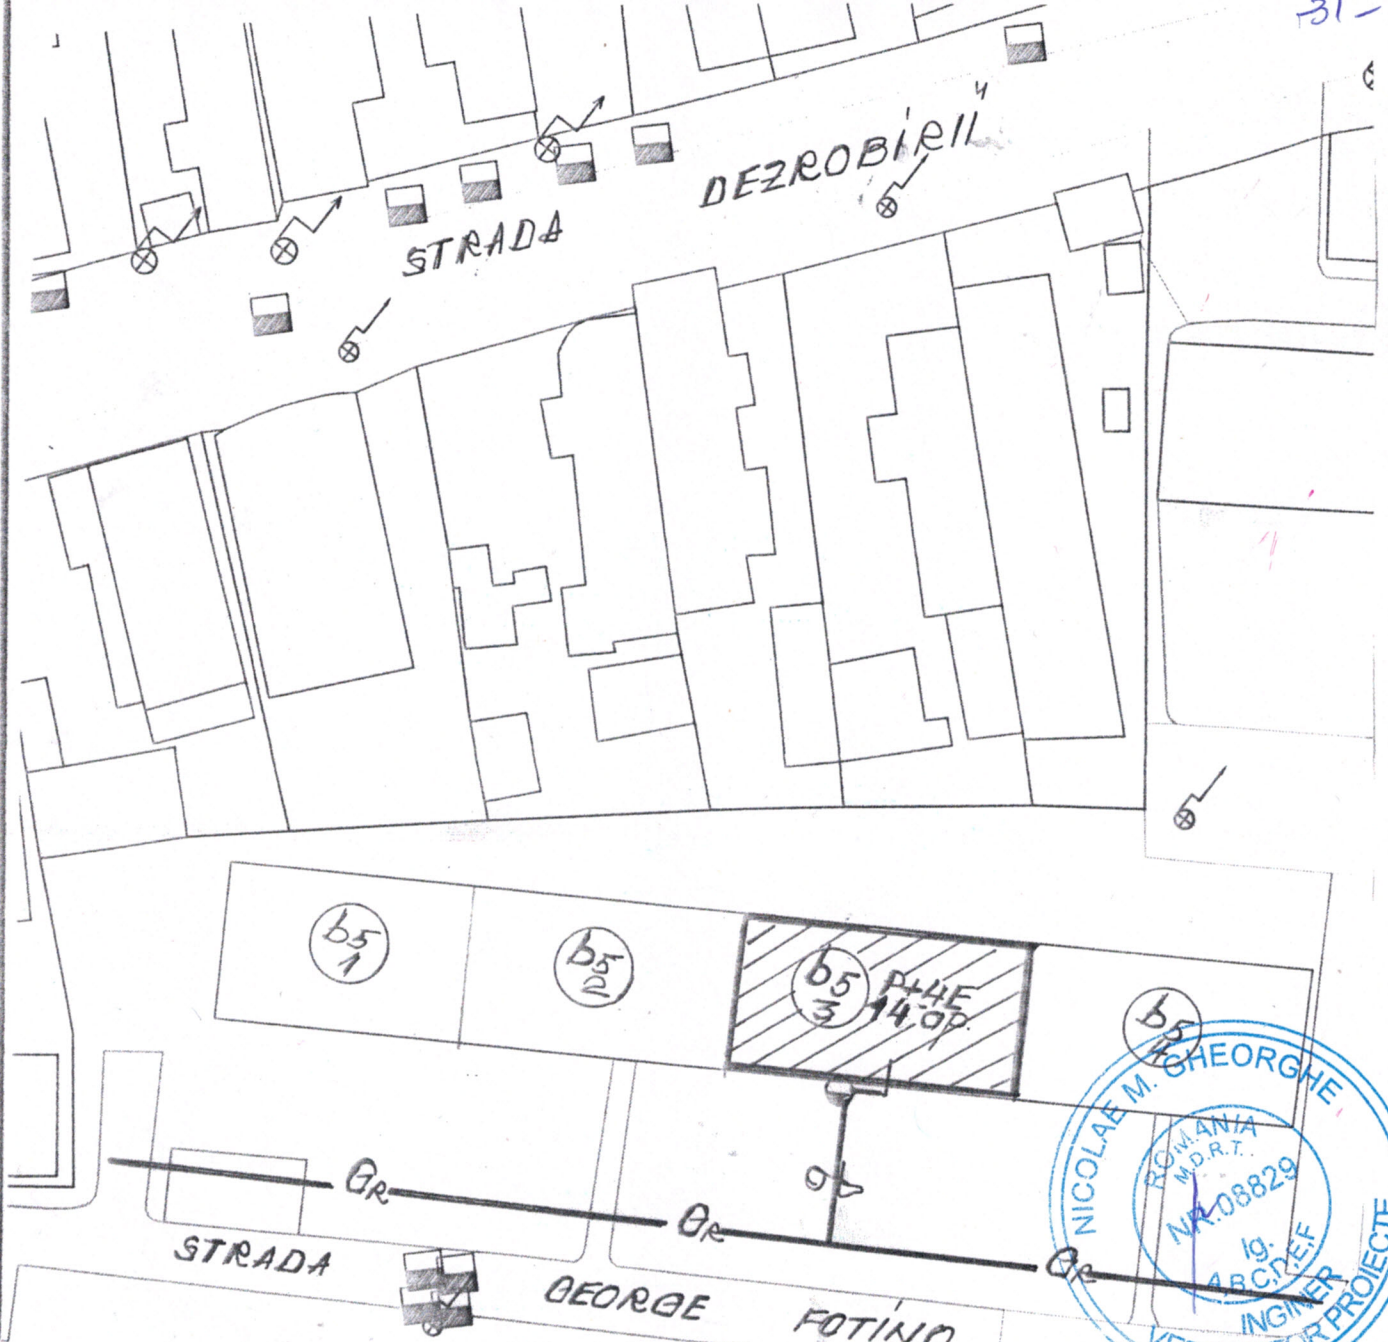 -31-
STRADA DEZROBIRII
b5
1
b5
2
b5
3
P+4E
14 ap.
b5
4
GR
GR
GR
STRADA GEORGE FOTINO
NICOLAE M. GHEORGHE
ROMANIA
M.D.R.T.
NR. 08829
Ig.
A,B,C,D,E,F
INGINER
PROIECTE